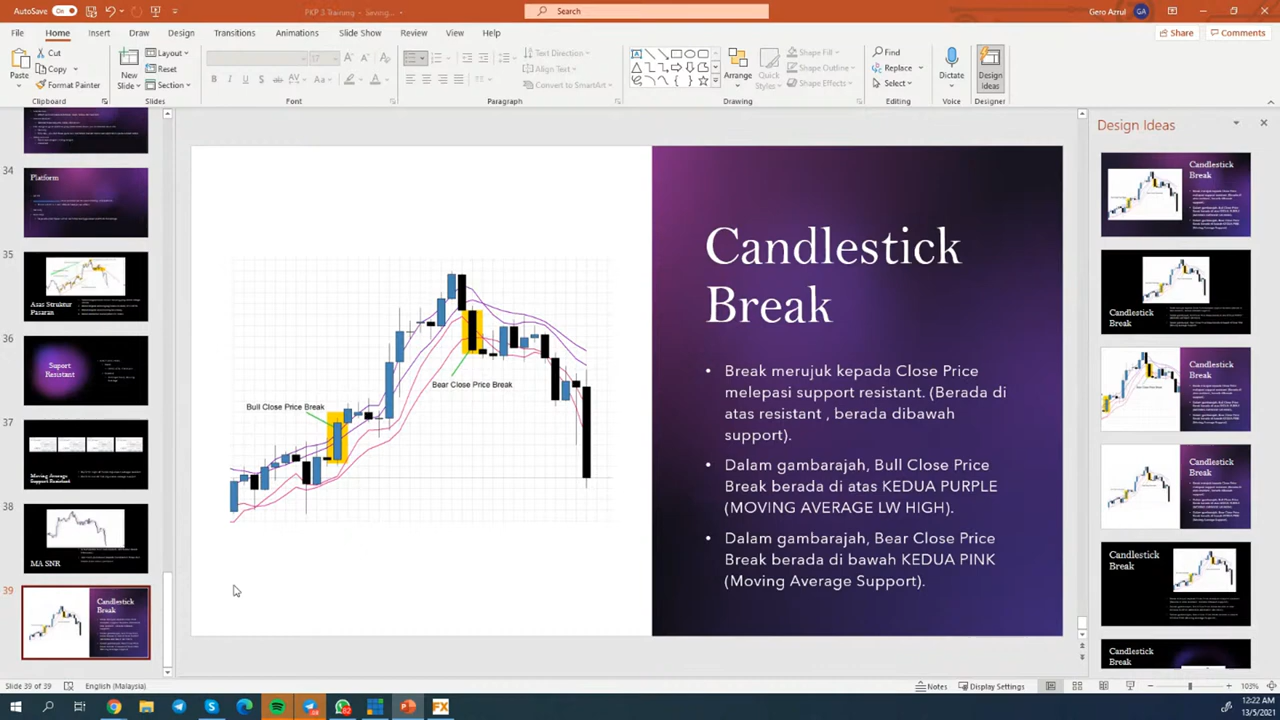 AutoSave
On
PKP 3 Training - Saving...
Search
Gero Azrul
GA
File
Home
Insert
Draw
Design
Transitions
Animations
Slide Show
Review
View
Help
Share
Comments
Paste
Cut
Copy
Format Painter
Clipboard
New
Slide
Layout
Reset
Section
Slides
17
Font
Text Direction
Align Text
Convert to SmartArt
Paragraph
Arrange
Quick
Styles
Shape Fill
Shape Outline
Shape Effects
Drawing
Find
Replace
Select
Editing
Dictate
Voice
Design
Ideas
Designer
34
Platform
35
Asas Struktur
Pasaran
36
Suport
Resistant
37
Moving Average
Support Resistant
38
MA SNR
39
Candlestick
Break
Bear Close Price Break
Bull Close Price Break
Candlestick
Break
• Break merujuk kepada Close Price
melepasi support resistant. (Berada di
atas resistant , berada dibawah
support).
• Dalam gambarajah, Bull Close Price
Break berada di atas KEDUA PURPLE
(MOVING AVERAGE LW HIGH).
• Dalam gambarajah, Bear Close Price
Break berada di bawah KEDUA PINK
(Moving Average Support).
Design Ideas
Candlestick
Break
Candlestick
Break
Candlestick
Break
Candlestick
Break
Candlestick
Break
Candlestick
Break
Slide 39 of 39
English (Malaysia)
Notes
Display Settings
103%
FX
12:22 AM
13/5/2021